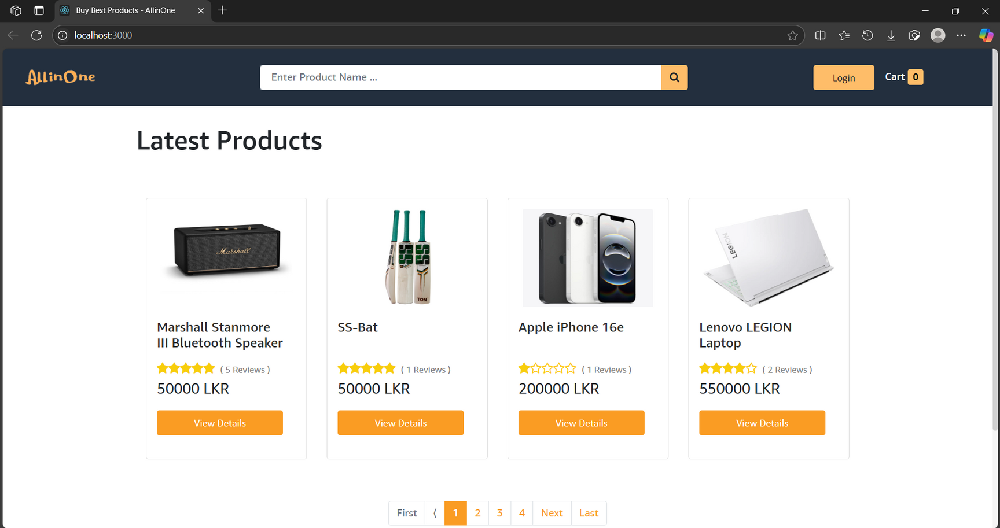 Buy Best Products - AllinOne
localhost:3000
AllinOne
Enter Product Name ...
Login
Cart 0
Latest Products
Marshall
SS SS
TON
LEGION
Marshall Stanmore
III Bluetooth Speaker
( 5 Reviews )
50000 LKR
View Details
SS-Bat
( 1 Reviews )
50000 LKR
View Details
Apple iPhone 16e
( 1 Reviews )
200000 LKR
View Details
Lenovo LEGION
Laptop
( 2 Reviews )
550000 LKR
View Details
First ⟨ 1 2 3 4 Next Last